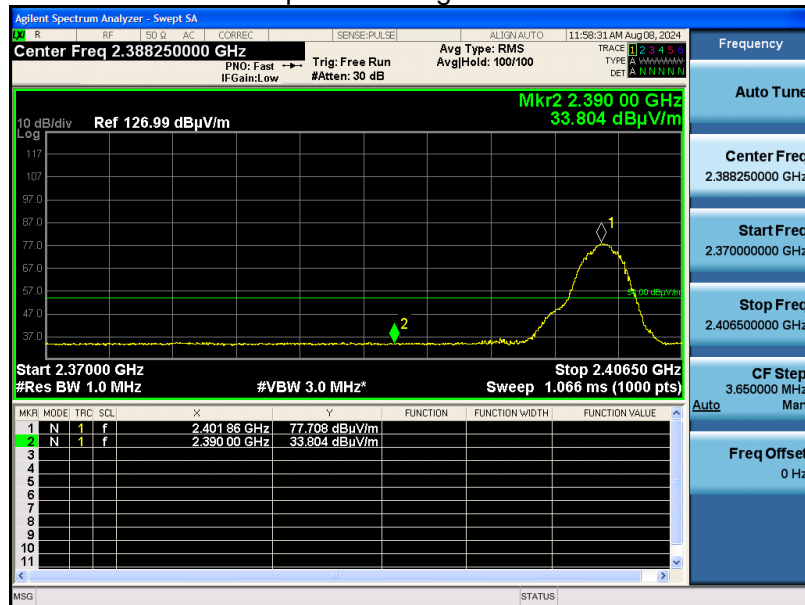 Agilent Spectrum Analyzer - Swept SA
LXI R RF 50 Ω AC CORREC SENSE:PULSE ALIGN AUTO 11:58:31 AM Aug 08, 2024
Center Freq 2.388250000 GHz
PNO: Fast
IFGain:Low
Trig: Free Run
#Atten: 30 dB
Avg Type: RMS
Avg|Hold: 100/100
TRACE 1 2 3 4 5 6
TYPE A WWWWW
DET A N N N N N
Mkr2 2.390 00 GHz
33.804 dBµV/m
10 dB/div Ref 126.99 dBµV/m
Log
117
107
97.0
87.0
77.0
67.0
57.0
47.0
37.0
1
2
Start 2.37000 GHz Stop 2.40650 GHz
#Res BW 1.0 MHz #VBW 3.0 MHz* Sweep 1.066 ms (1000 pts)
MKR MODE TRC SCL X Y FUNCTION FUNCTION WIDTH FUNCTION VALUE
1 N 1 f 2.401 86 GHz 77.708 dBµV/m
2 N 1 f 2.390 00 GHz 33.804 dBµV/m
3
4
5
6
7
8
9
10
11
MSG STATUS
Frequency
Auto Tune
Center Freq
2.388250000 GHz
Start Freq
2.370000000 GHz
Stop Freq
2.406500000 GHz
CF Step
3.650000 MHz
Auto Man
Freq Offset
0 Hz